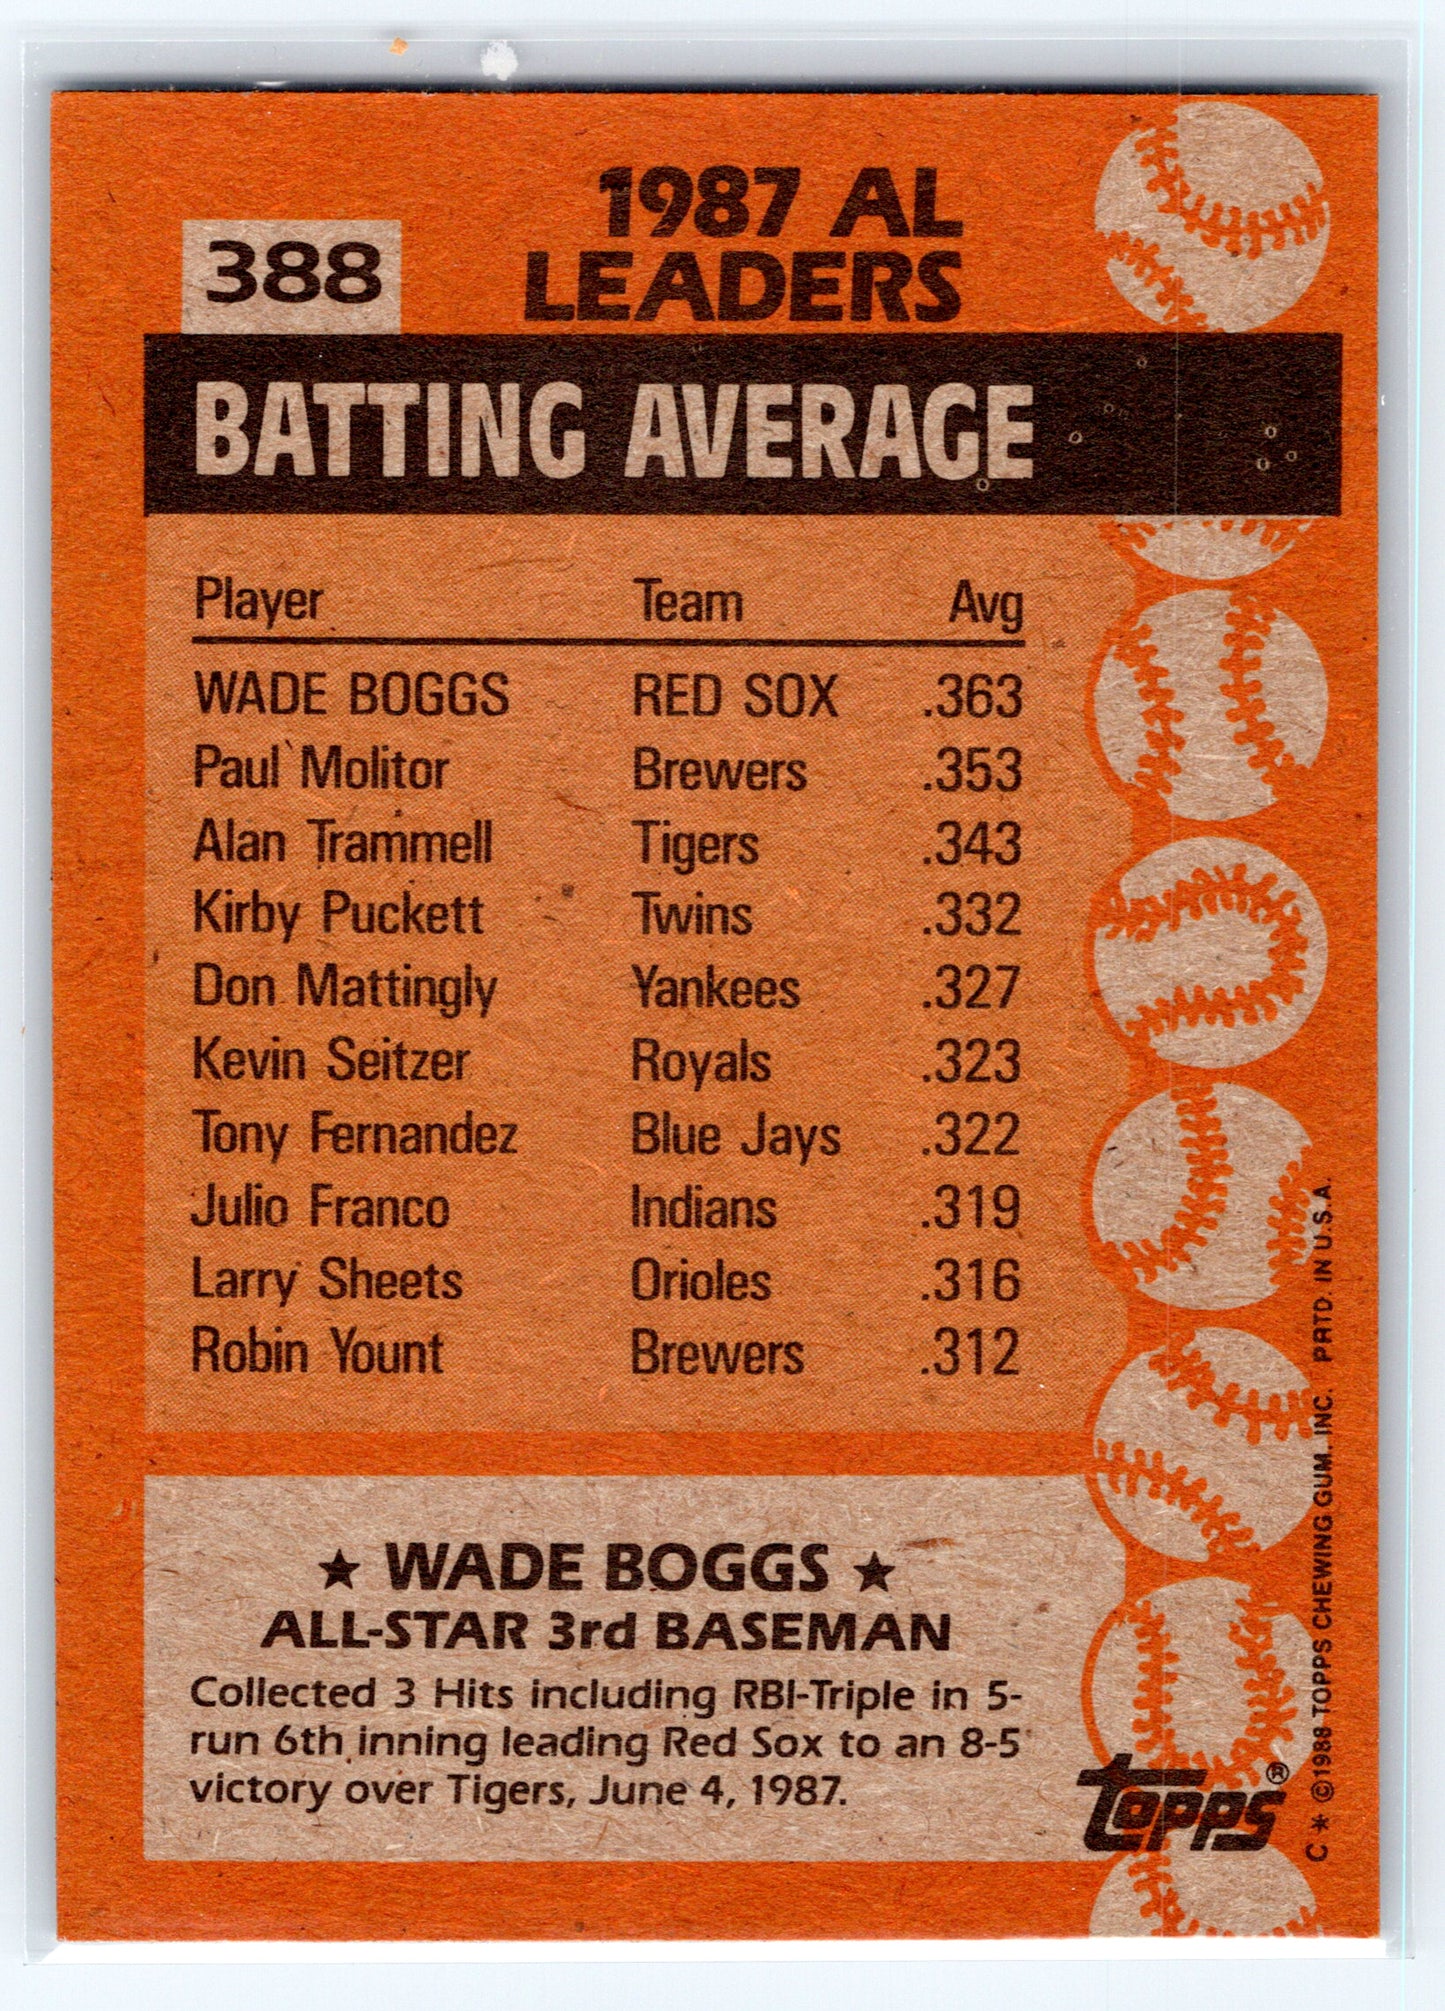 388
1987 AL
LEADERS
BATTING AVERAGE
Player Team Avg
WADE BOGGS RED SOX .363
Paul Molitor Brewers .353
Alan Trammell Tigers .343
Kirby Puckett Twins .332
Don Mattingly Yankees .327
Kevin Seitzer Royals .323
Tony Fernandez Blue Jays .322
Julio Franco Indians .319
Larry Sheets Orioles .316
Robin Yount Brewers .312
★ WADE BOGGS ★
ALL-STAR 3rd BASEMAN
Collected 3 Hits including RBI-Triple in 5-
run 6th inning leading Red Sox to an 8-5
victory over Tigers, June 4, 1987.
topps®
C * ©1988 TOPPS CHEWING GUM, INC. PRTD. IN U.S.A.